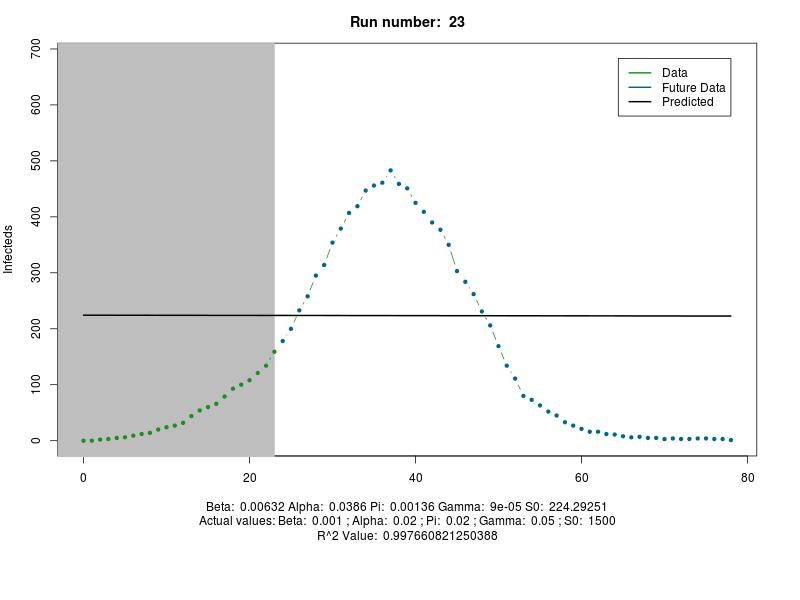 Run number: 23
700
600
500
400
300
200
100
0
Infecteds
Data
Future Data
Predicted
0 20 40 60 80
Beta: 0.00632 Alpha: 0.0386 Pi: 0.00136 Gamma: 9e-05 S0: 224.29251
Actual values: Beta: 0.001 ; Alpha: 0.02 ; Pi: 0.02 ; Gamma: 0.05 ; S0: 1500
R^2 Value: 0.997660821250388